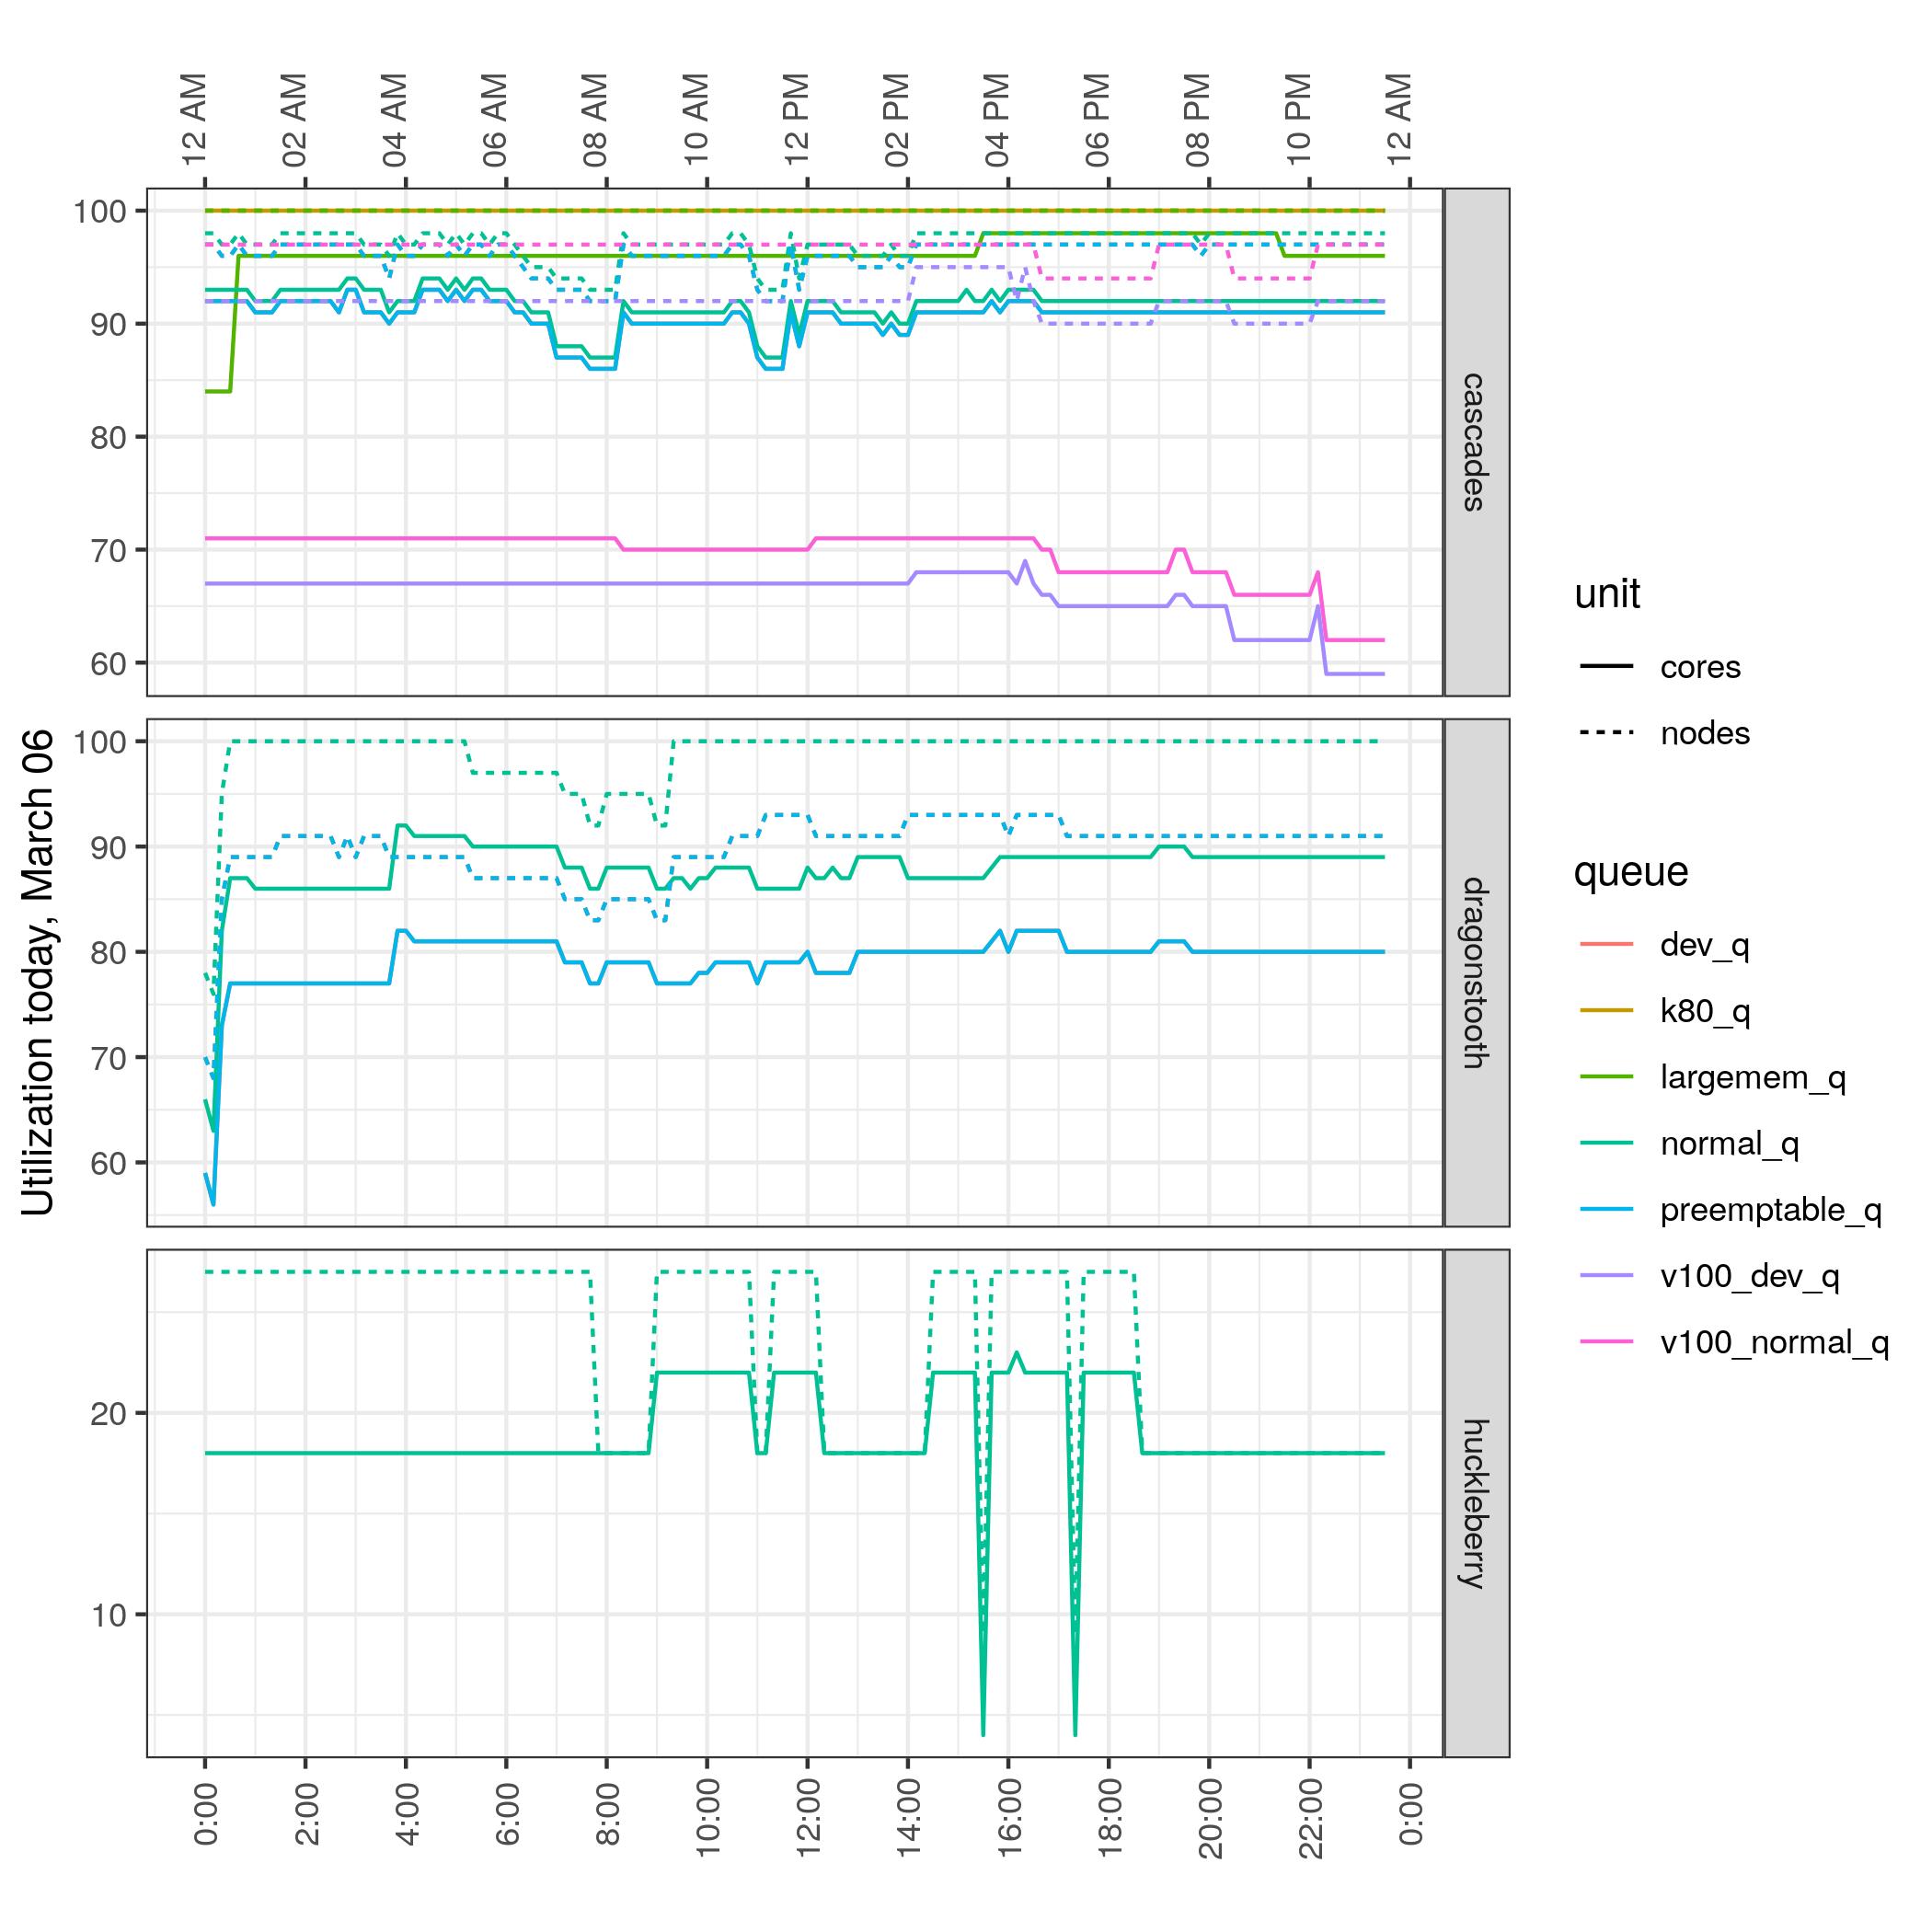 12 AM
02 AM
04 AM
06 AM
08 AM
10 AM
12 PM
02 PM
04 PM
06 PM
08 PM
10 PM
12 AM
Utilization today, March 06
100
90
80
70
60
cascades
100
90
80
70
60
dragonstooth
20
10
huckleberry
0:00
2:00
4:00
6:00
8:00
10:00
12:00
14:00
16:00
18:00
20:00
22:00
0:00
unit
cores
nodes
queue
dev_q
k80_q
largemem_q
normal_q
preemptable_q
v100_dev_q
v100_normal_q